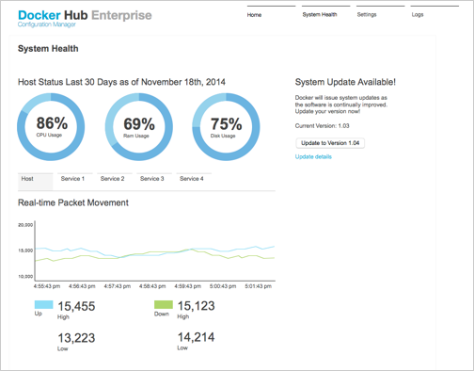 Docker Hub Enterprise
Configuration Manager
Home
System Health
Settings
Logs
System Health
Host Status Last 30 Days as of November 18th, 2014
86%
CPU Usage
69%
Ram Usage
75%
Disk Usage
System Update Available!
Docker will issue system updates as
the software is continually improved.
Update your version now!
Current Version: 1.03
Update to Version 1.04
Update details
Host
Service 1
Service 2
Service 3
Service 4
Real-time Packet Movement
20,000
15,000
10,000
4:55:43 pm
4:56:43 pm
4:57:43 pm
4:58:43 pm
4:59:43 pm
5:00:43 pm
5:01:43 pm
Up
15,455
High
13,223
Low
Down
15,123
High
14,214
Low